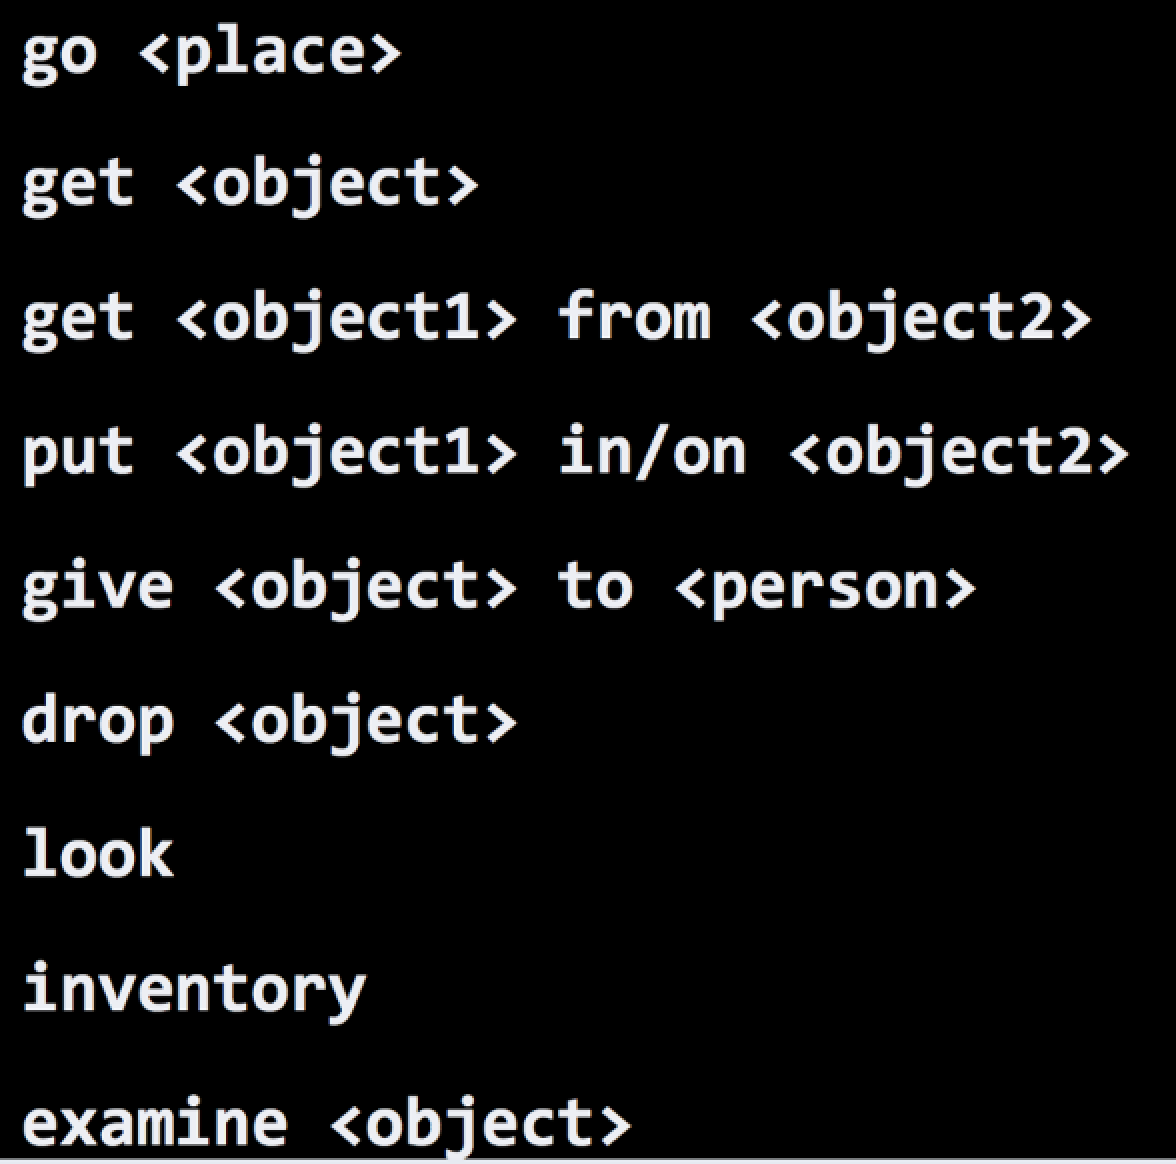 go <place>
get <object>
get <object1> from <object2>
put <object1> in/on <object2>
give <object> to <person>
drop <object>
look
inventory
examine <object>